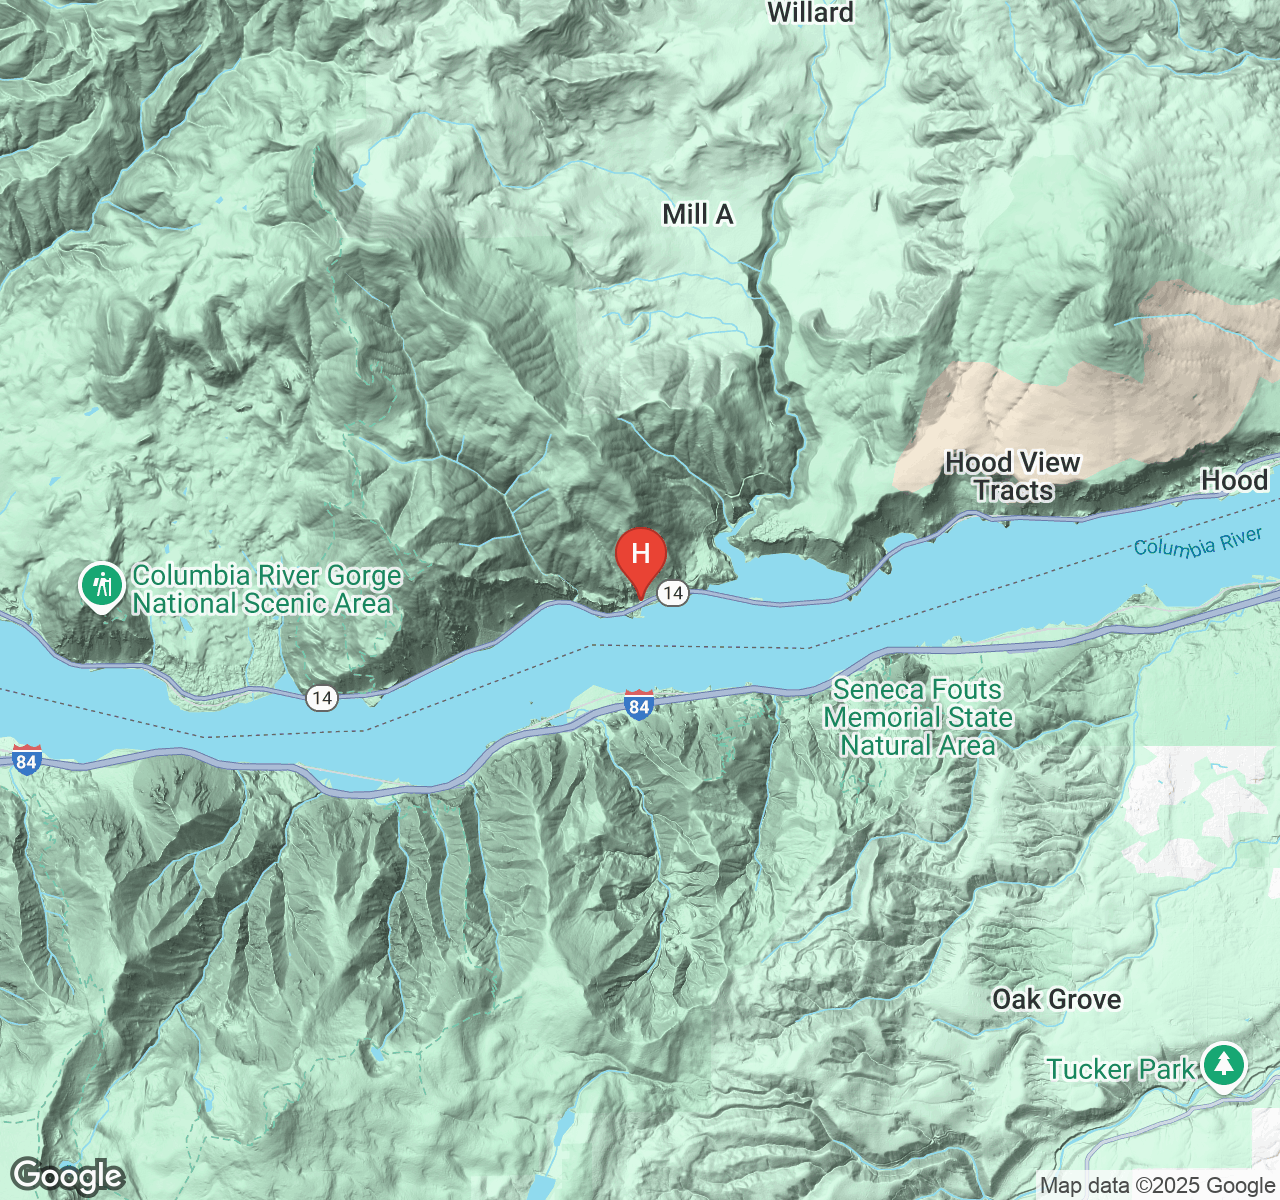 Willard
Mill A
Hood View
Tracts
Hood
Columbia River
H
14
Columbia River Gorge
National Scenic Area
14
84
Seneca Fouts
Memorial State
Natural Area
84
Oak Grove
Tucker Park
Google
Map data ©2025 Google